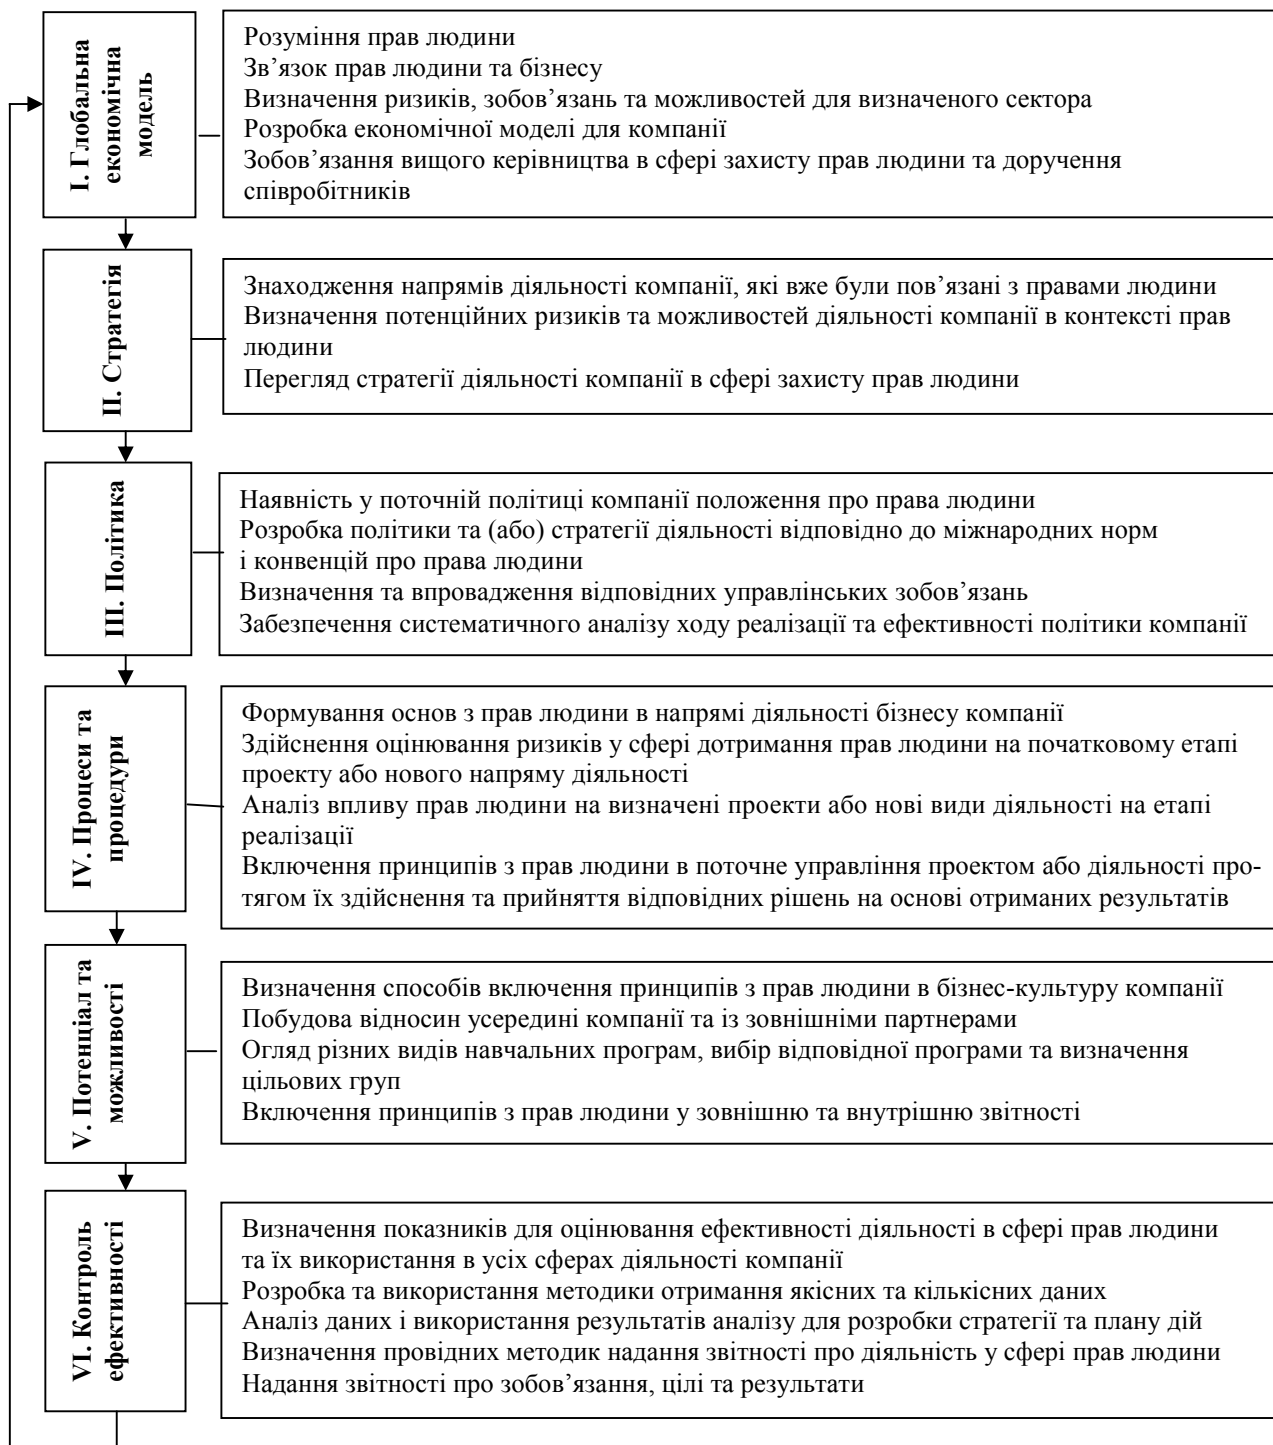 І. Глобальна
економічна
модель
Розуміння прав людини
Зв’язок прав людини та бізнесу
Визначення ризиків, зобов’язань та можливостей для визначеного сектора
Розробка економічної моделі для компанії
Зобов’язання вищого керівництва в сфері захисту прав людини та доручення
співробітників
ІІ. Стратегія
Знаходження напрямів діяльності компанії, які вже були пов’язані з правами людини
Визначення потенційних ризиків та можливостей діяльності компанії в контексті прав
людини
Перегляд стратегії діяльності компанії в сфері захисту прав людини
ІІІ. Політика
Наявність у поточній політиці компанії положення про права людини
Розробка політики та (або) стратегії діяльності відповідно до міжнародних норм
і конвенцій про права людини
Визначення та впровадження відповідних управлінських зобов’язань
Забезпечення систематичного аналізу ходу реалізації та ефективності політики компанії
IV. Процеси та
процедури
Формування основ з прав людини в напрямі діяльності бізнесу компанії
Здійснення оцінювання ризиків у сфері дотримання прав людини на початковому етапі
проекту або нового напряму діяльності
Аналіз впливу прав людини на визначені проекти або нові види діяльності на етапі
реалізації
Включення принципів з прав людини в поточне управління проектом або діяльності про-
тягом їх здійснення та прийняття відповідних рішень на основі отриманих результатів
V. Потенціал та
можливості
Визначення способів включення принципів з прав людини в бізнес-культуру компанії
Побудова відносин усередині компанії та із зовнішніми партнерами
Огляд різних видів навчальних програм, вибір відповідної програми та визначення
цільових груп
Включення принципів з прав людини у зовнішню та внутрішню звітності
VI. Контроль
ефективності
Визначення показників для оцінювання ефективності діяльності в сфері прав людини
та їх використання в усіх сферах діяльності компанії
Розробка та використання методики отримання якісних та кількісних даних
Аналіз даних і використання результатів аналізу для розробки стратегії та плану дій
Визначення провідних методик надання звітності про діяльність у сфері прав людини
Надання звітності про зобов’язання, цілі та результати